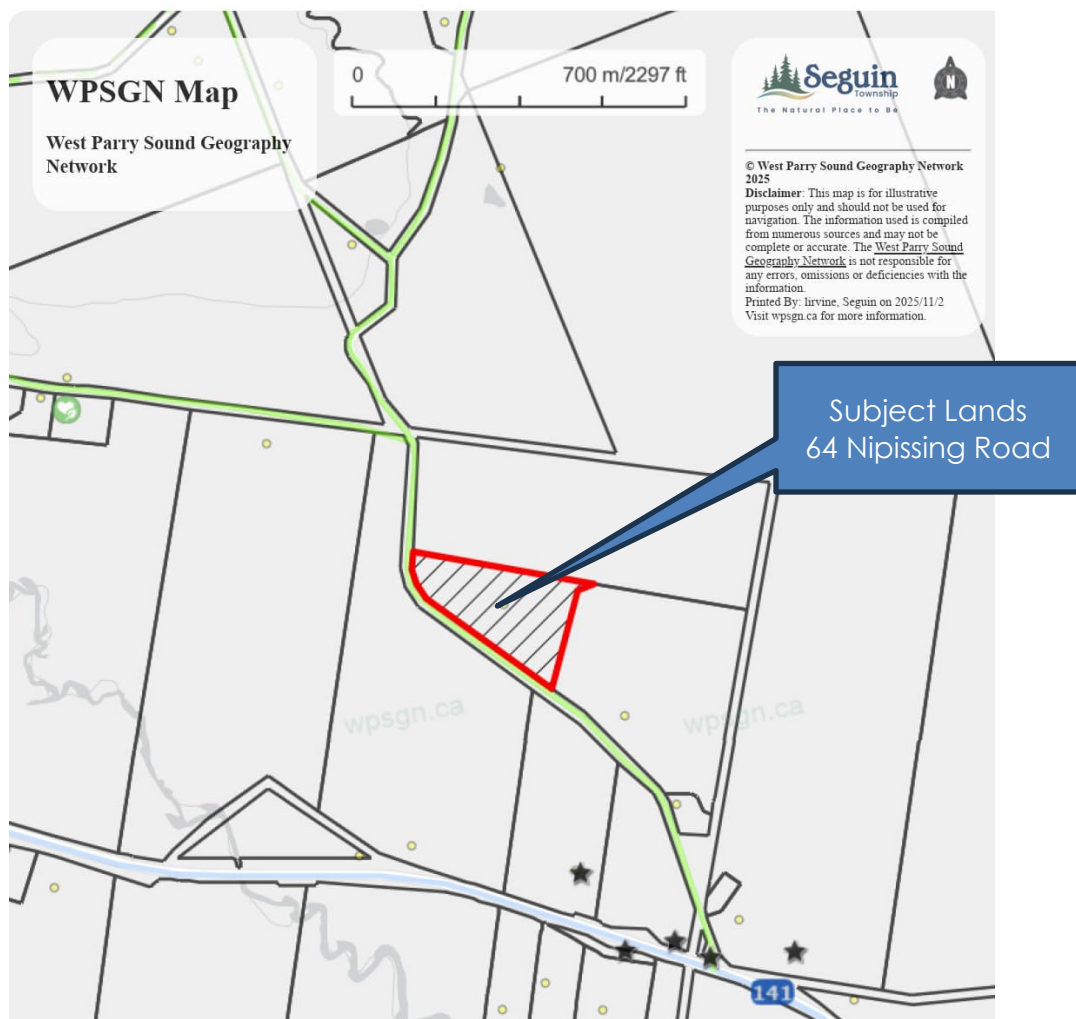 WPSGN Map
West Parry Sound Geography
Network
0
700 m/2297 ft
Seguin
Township
The Natural Place to Be
N
© West Parry Sound Geography Network
2025
Disclaimer: This map is for illustrative
purposes only and should not be used for
navigation. The information used is compiled
from numerous sources and may not be
complete or accurate. The West Parry Sound
Geography Network is not responsible for
any errors, omissions or deficiencies with the
information.
Printed By: lirvine, Seguin on 2025/11/2
Visit wpsgn.ca for more information.
Subject Lands
64 Nipissing Road
wpsgn.ca
wpsgn.ca
141